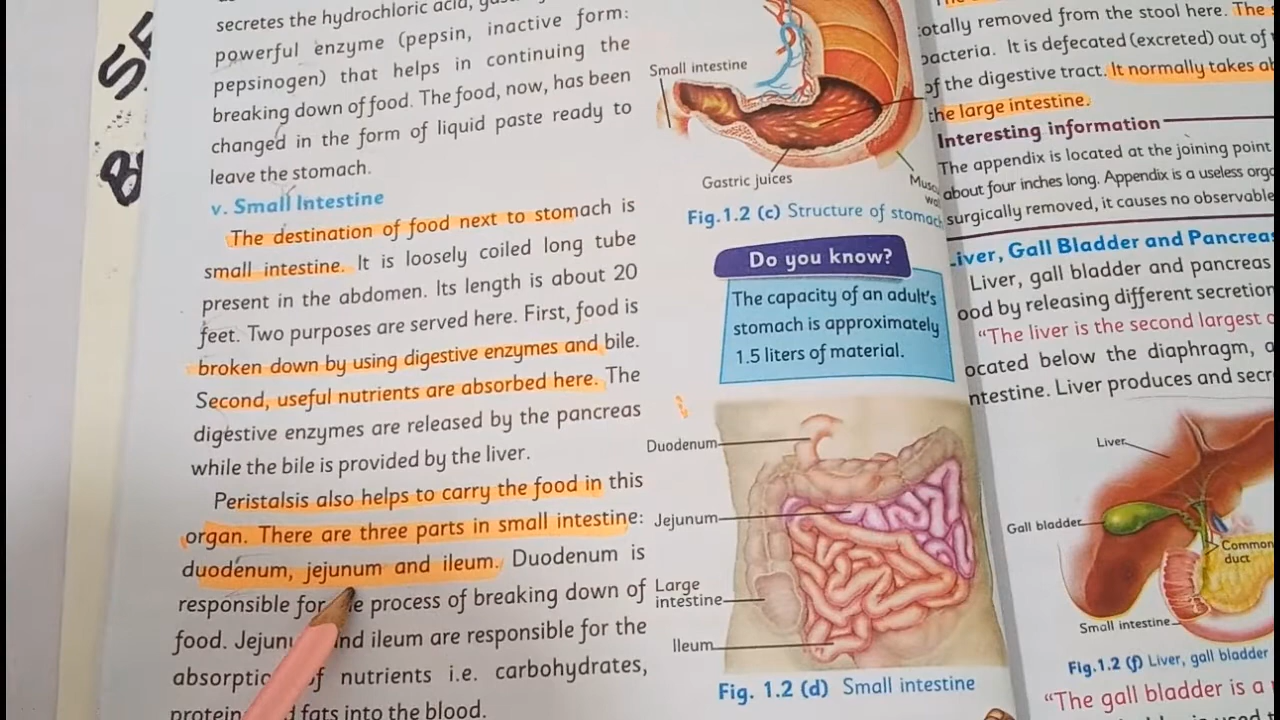 secretes the hydrochloric acid,
powerful enzyme (pepsin, inactive form:
pepsinogen) that helps in continuing the
breaking down of food. The food, now, has been
changed in the form of liquid paste ready to
leave the stomach.
v. Small Intestine
The destination of food next to stomach is
small intestine. It is loosely coiled long tube
present in the abdomen. Its length is about 20
feet. Two purposes are served here. First, food is
broken down by using digestive enzymes and bile.
Second, useful nutrients are absorbed here. The
digestive enzymes are released by the pancreas
while the bile is provided by the liver.
Peristalsis also helps to carry the food in this
organ. There are three parts in small intestine:
duodenum, jejunum and ileum. Duodenum is
responsible for process of breaking down of
food. ileum are responsible for the
of nutrients i.e. carbohydrates,
fats into the blood.
Small intestine
Gastric juices
Fig.1.2 (c) Structure of stomach
Do you know?
The capacity of an adult's
stomach is approximately
1.5 liters of material.
Duodenum
Jejunum
Large
intestine
Ileum
Fig. 1.2 (d) Small intestine
removed from the stool here. The
bacteria. It is defecated (excreted) out of
of the digestive tract. It normally takes
the large intestine.
Interesting information
The appendix is located at the joining point
about four inches long. Appendix is a useless
surgically removed, it causes no observable
Liver, Gall Bladder and
Liver, gall bladder and pancreas
by releasing different
"The liver is the second largest
below the diaphragm,
Liver produces and
Liver
Gall bladder
Common
duct
Small intestine
Fig.1.2 (f) Liver, gall bladder
"The gall bladder is a